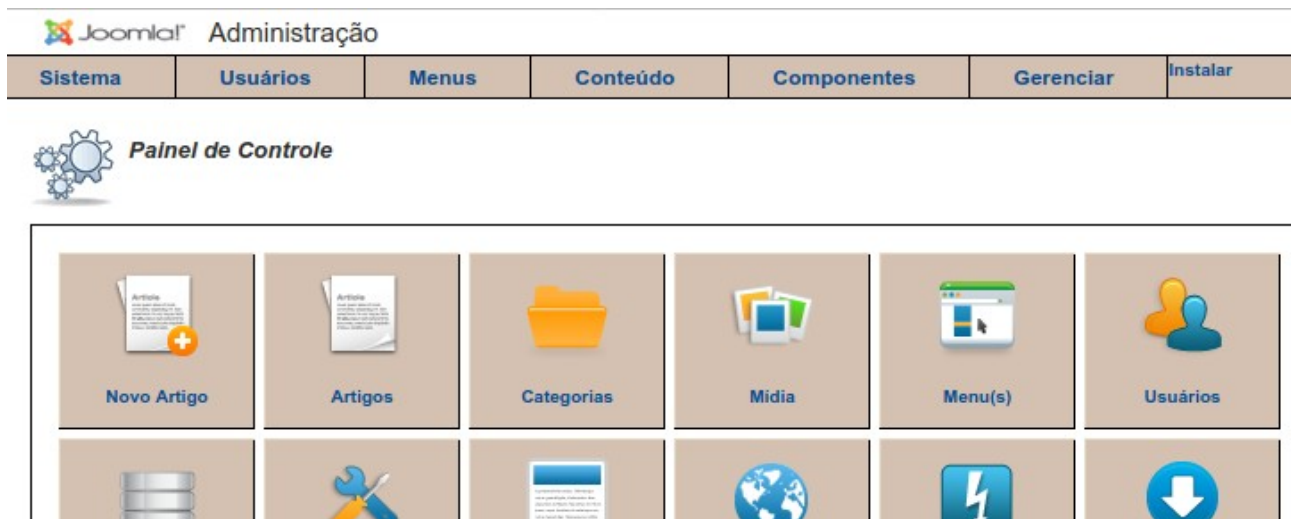 Joomla!® Administração
Sistema Usuários Menus Conteúdo Componentes Gerenciar Instalar
Painel de Controle
Article Article
Novo Artigo Artigos Categorias Mídia Menu(s) Usuários